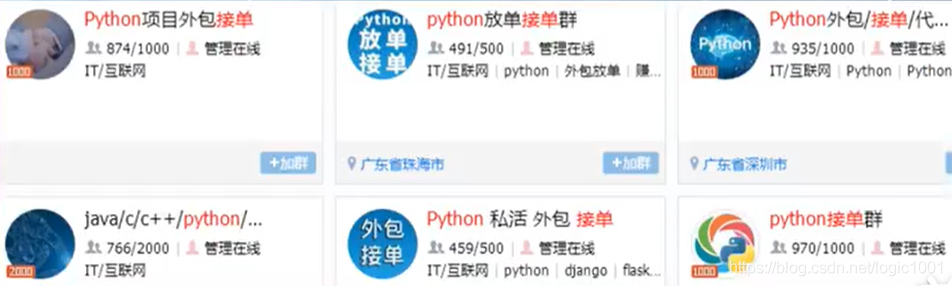 Python项目外包接单
874/1000 | 管理在线
IT/互联网
1000
+加群
Python
放单
接单
python放单接单群
491/500 | 管理在线
IT/互联网 | python | 外包放单 | 赚...
广东省珠海市
+加群
Python
Python外包/接单/代...
935/1000 | 管理在线
IT/互联网 | Python | Python
1000
广东省深圳市
java/c/c++/python/...
766/2000 | 管理在线
IT/互联网
2000
外包
接单
Python 私活 外包 接单
459/500 | 管理在线
IT/互联网 | python | django | flask...
python接单群
970/1000 | 管理在线
1000
https://blog.csdn.net/logic1001